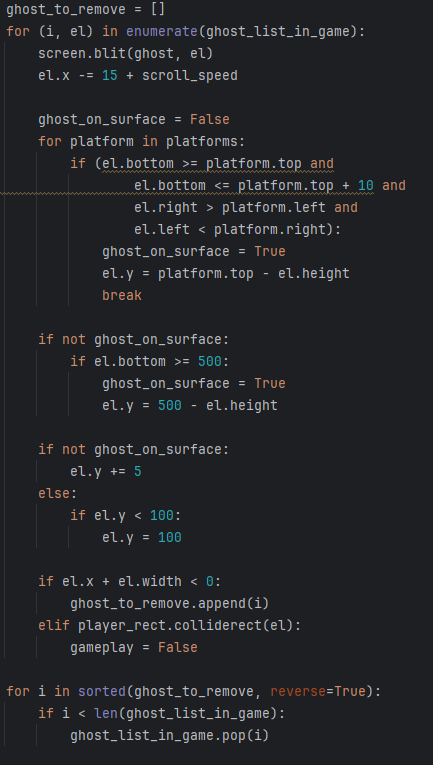 ghost_to_remove = []
for (i, el) in enumerate(ghost_list_in_game):
    screen.blit(ghost, el)
    el.x -= 15 + scroll_speed

    ghost_on_surface = False
    for platform in platforms:
        if (el.bottom >= platform.top and
                el.bottom <= platform.top + 10 and
                el.right > platform.left and
                el.left < platform.right):
            ghost_on_surface = True
            el.y = platform.top - el.height
            break

    if not ghost_on_surface:
        if el.bottom >= 500:
            ghost_on_surface = True
            el.y = 500 - el.height

    if not ghost_on_surface:
        el.y += 5
    else:
        if el.y < 100:
            el.y = 100

    if el.x + el.width < 0:
        ghost_to_remove.append(i)
    elif player_rect.colliderect(el):
        gameplay = False

for i in sorted(ghost_to_remove, reverse=True):
    if i < len(ghost_list_in_game):
        ghost_list_in_game.pop(i)